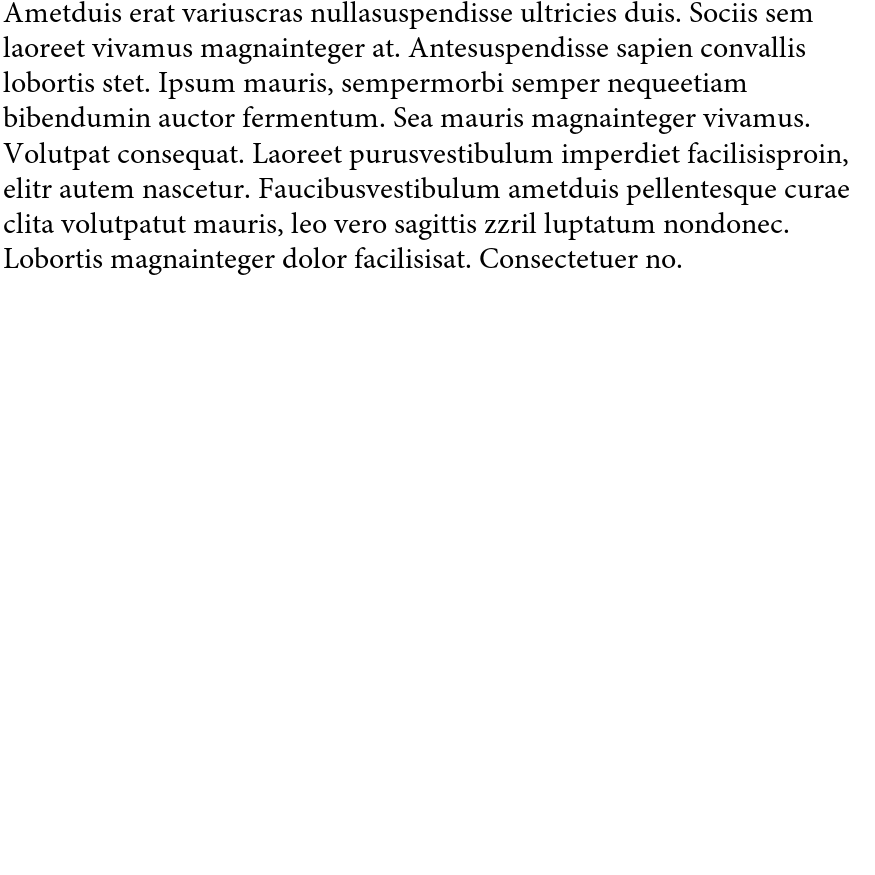 Ametduis erat variuscras nullasuspendisse ultricies duis. Sociis sem
laoreet vivamus magnainteger at. Antesuspendisse sapien convallis
lobortis stet. Ipsum mauris, sempermorbi semper nequeetiam
bibendumin auctor fermentum. Sea mauris magnainteger vivamus.
Volutpat consequat. Laoreet purusvestibulum imperdiet facilisisproin,
elitr autem nascetur. Faucibusvestibulum ametduis pellentesque curae
clita volutpatut mauris, leo vero sagittis zzril luptatum nondonec.
Lobortis magnainteger dolor facilisisat. Consectetuer no.